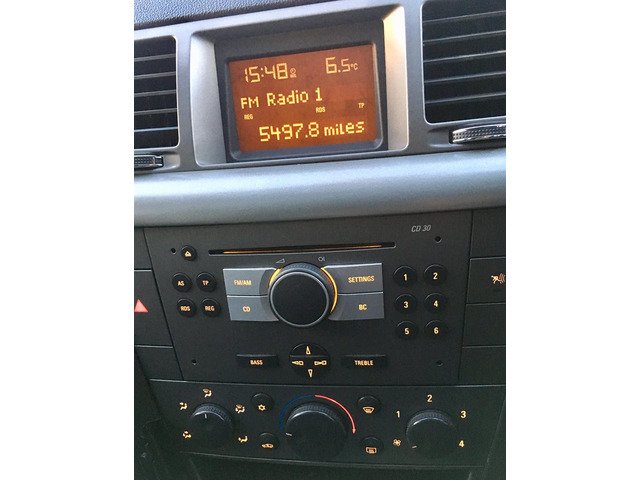 15:48 6.5°C
FM Radio 1
REG RDS TP
5497.8 miles
CD 30
FM/AM SETTINGS
AS TP 1 2
CD BC
RDS REG 3 4
5 6
BASS TREBLE
1 2 3 4